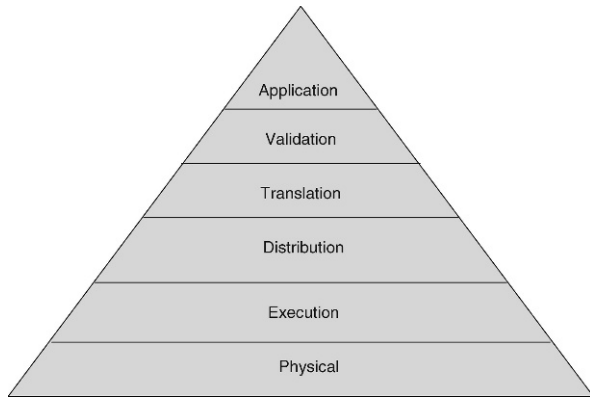 Application
Validation
Translation
Distribution
Execution
Physical